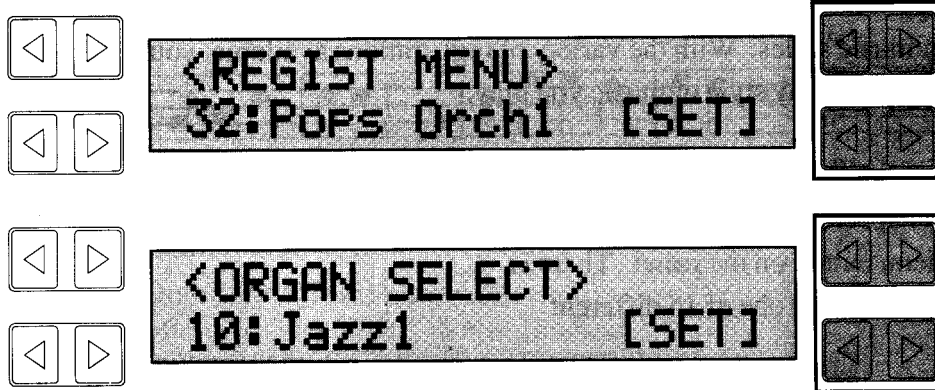 <REGIST MENU>
32:Pops Orch1 [SET]
<ORGAN SELECT>
10:Jazz1 [SET]